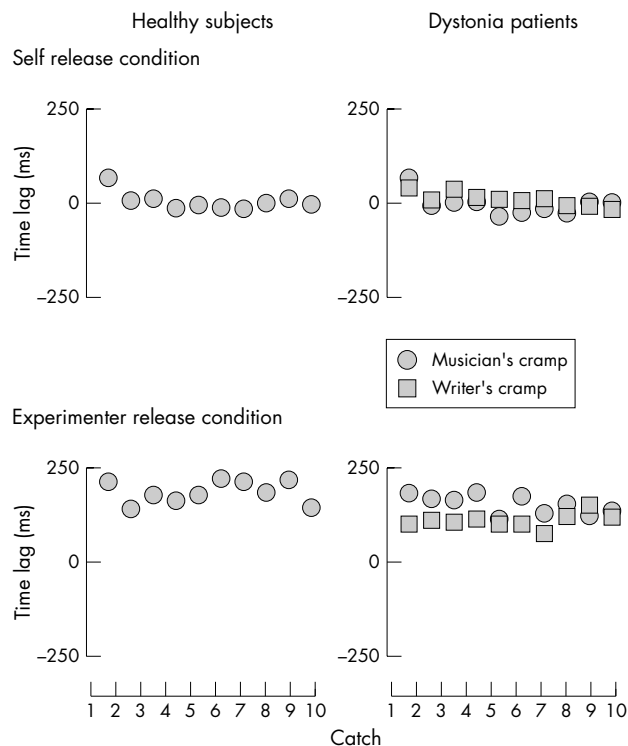 Healthy subjects
Dystonia patients
Self release condition
250
0
–250
Time lag (ms)
250
0
–250
Musician's cramp
Writer's cramp
Experimenter release condition
250
0
–250
Time lag (ms)
250
0
–250
1 2 3 4 5 6 7 8 9 10
1 2 3 4 5 6 7 8 9 10
Catch